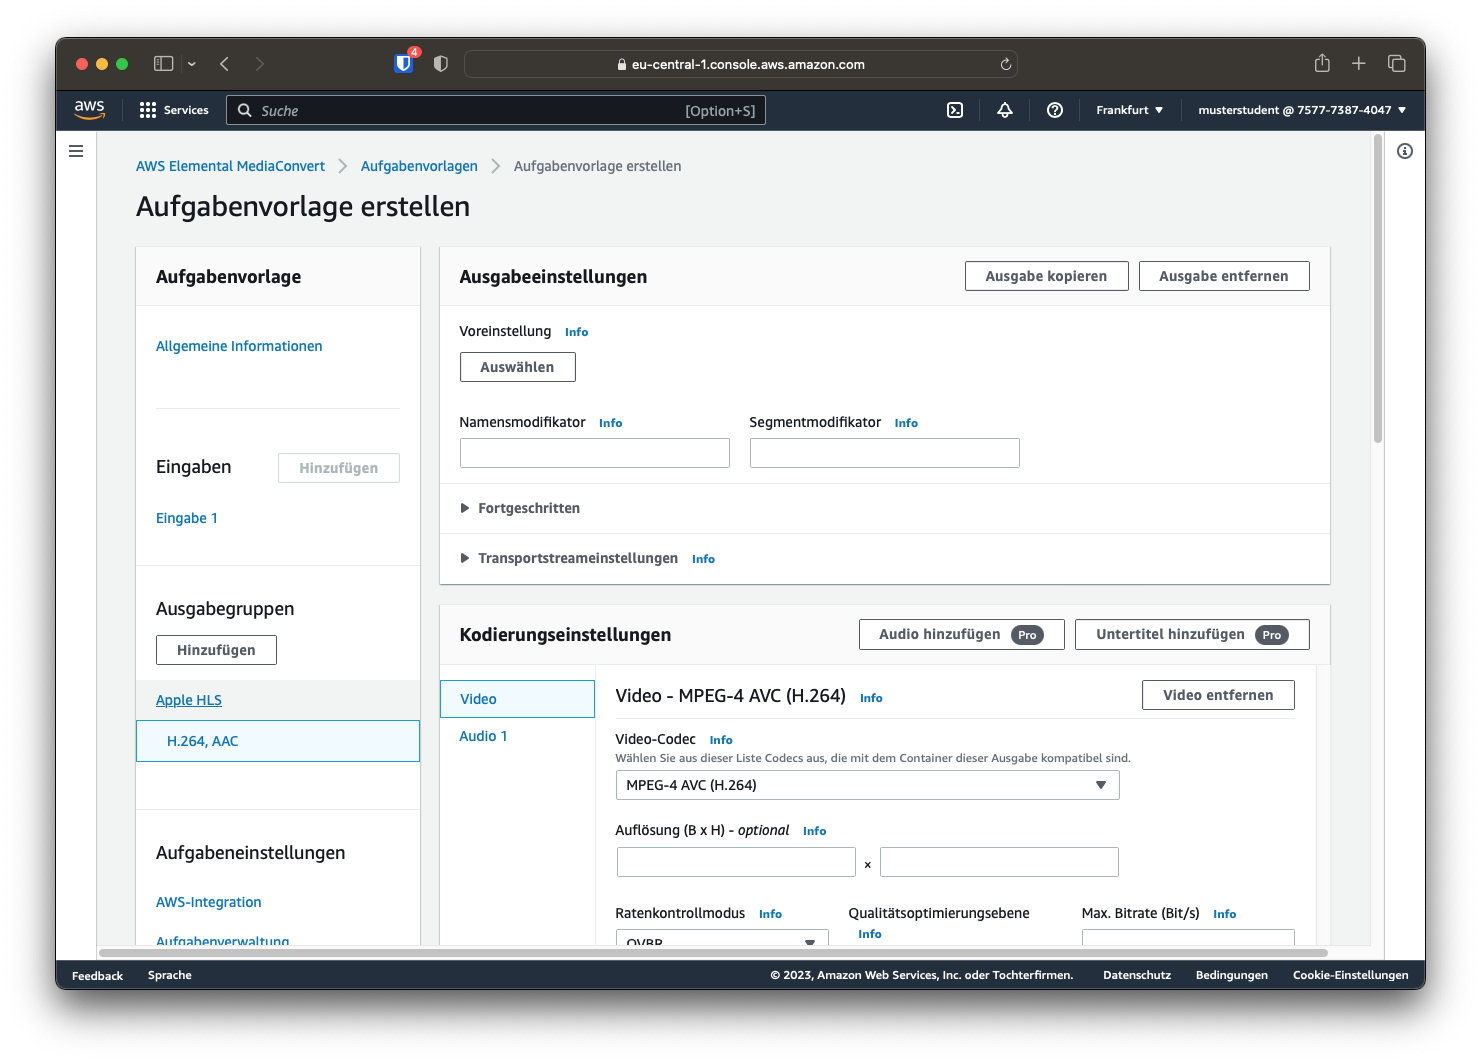 4
eu-central-1.console.aws.amazon.com
aws
Services
Suche
[Option+S]
Frankfurt
musterstudent @ 7577-7387-4047
AWS Elemental MediaConvert
Aufgabenvorlagen
Aufgabenvorlage erstellen
Aufgabenvorlage erstellen
Aufgabenvorlage
Allgemeine Informationen
Eingaben
Hinzufügen
Eingabe 1
Ausgabegruppen
Hinzufügen
Apple HLS
H.264, AAC
Aufgabeneinstellungen
AWS-Integration
Aufgabenverwaltung
Ausgabeeinstellungen
Ausgabe kopieren
Ausgabe entfernen
Voreinstellung Info
Auswählen
Namensmodifikator Info
Segmentmodifikator Info
Fortgeschritten
Transportstreameinstellungen Info
Kodierungseinstellungen
Audio hinzufügen Pro
Untertitel hinzufügen Pro
Video
Audio 1
Video - MPEG-4 AVC (H.264) Info
Video entfernen
Video-Codec Info
Wählen Sie aus dieser Liste Codecs aus, die mit dem Container dieser Ausgabe kompatibel sind.
MPEG-4 AVC (H.264)
Auflösung (B x H) - optional Info
x
Ratenkontrollmodus Info
QVBR
Qualitätsoptimierungsebene
Info
Max. Bitrate (Bit/s) Info
Feedback
Sprache
© 2023, Amazon Web Services, Inc. oder Tochterfirmen.
Datenschutz
Bedingungen
Cookie-Einstellungen